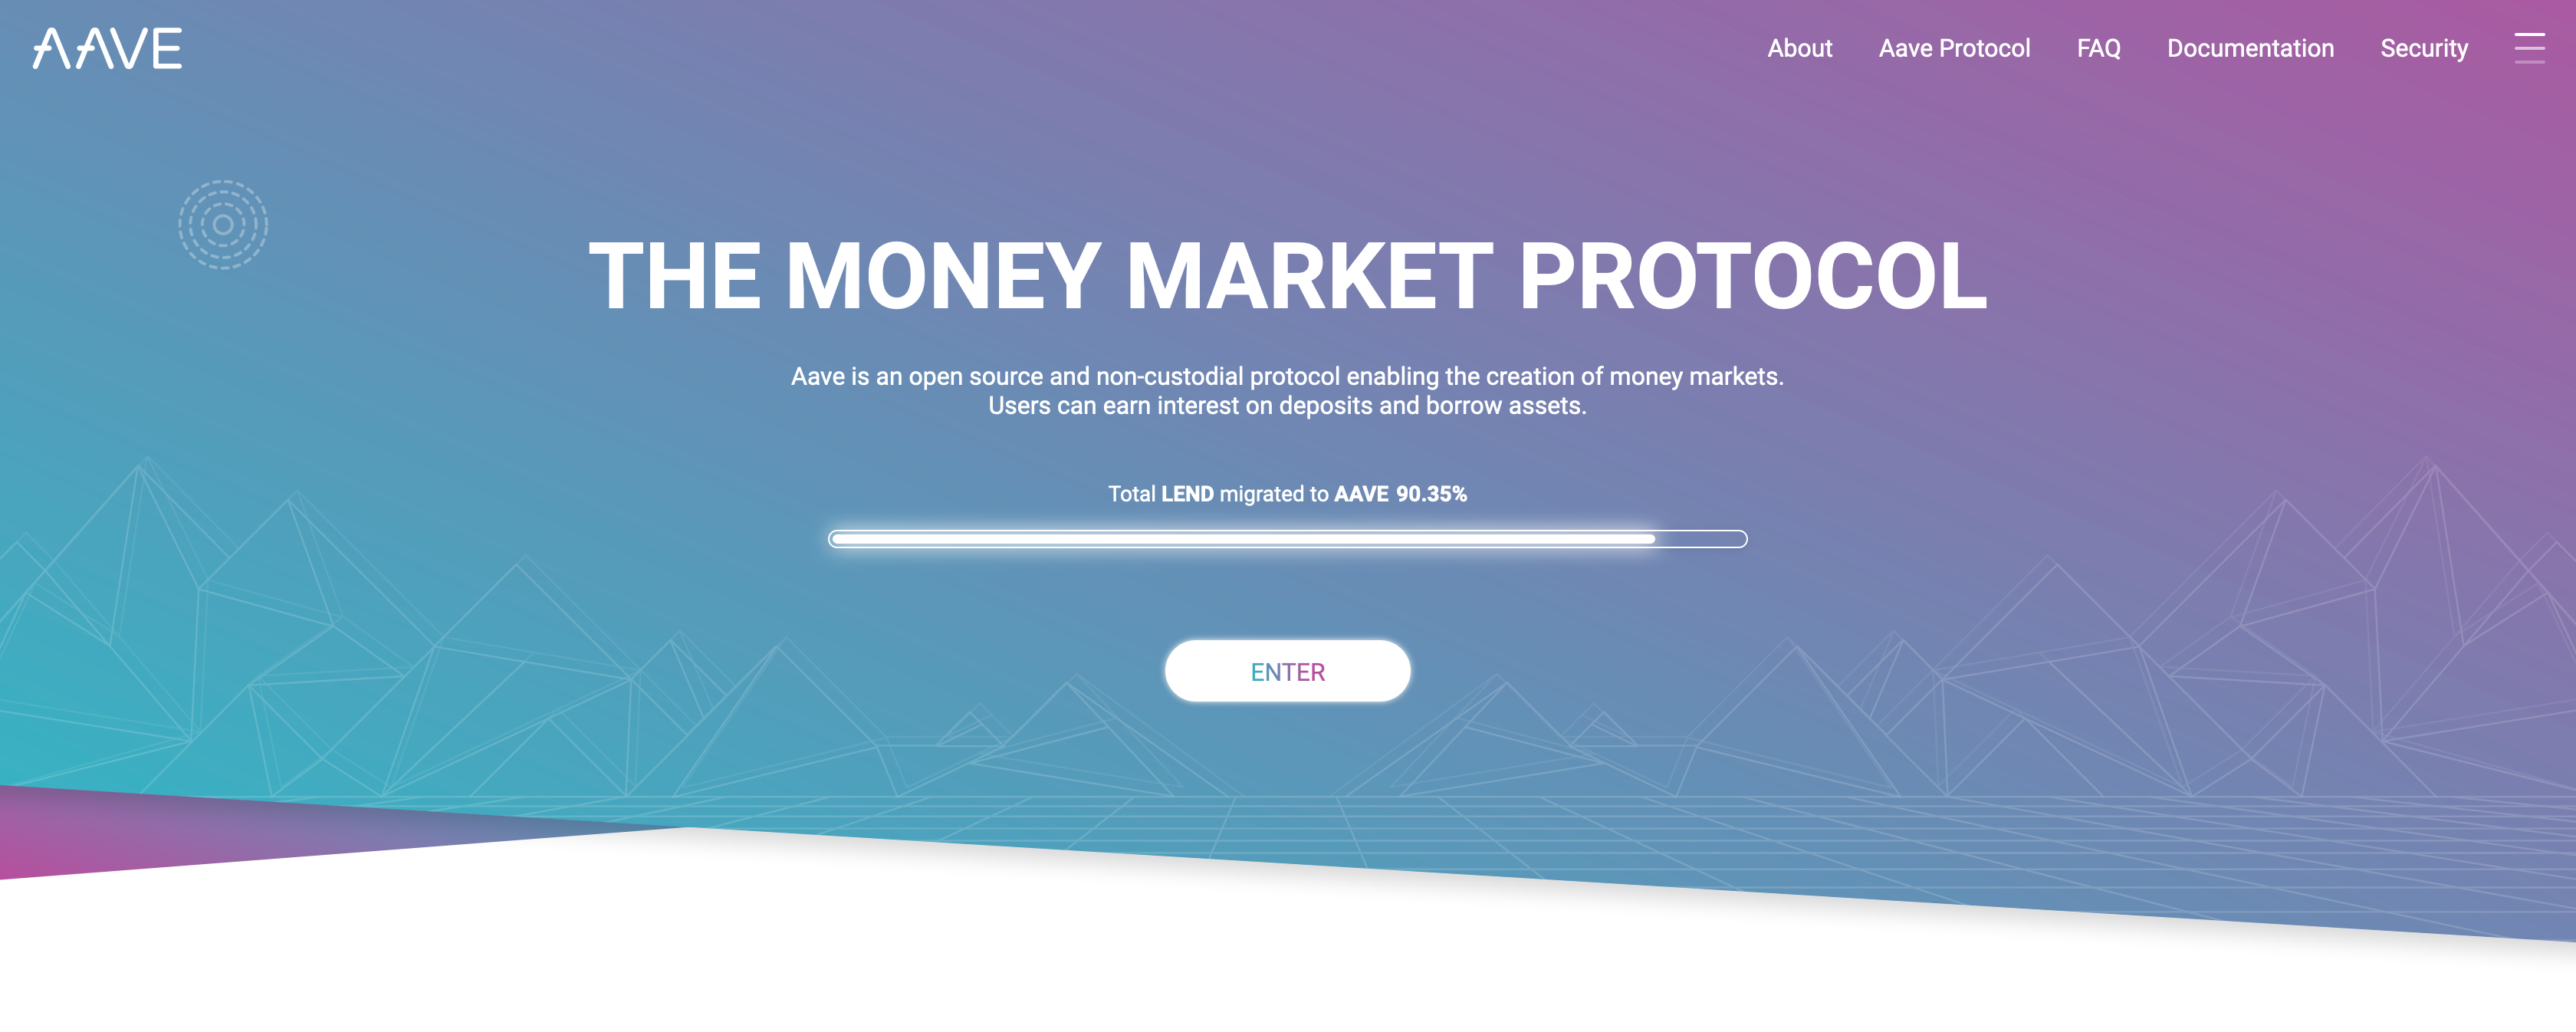 AAVE
About Aave Protocol FAQ Documentation Security
THE MONEY MARKET PROTOCOL
Aave is an open source and non-custodial protocol enabling the creation of money markets.
Users can earn interest on deposits and borrow assets.
Total LEND migrated to AAVE 90.35%
ENTER